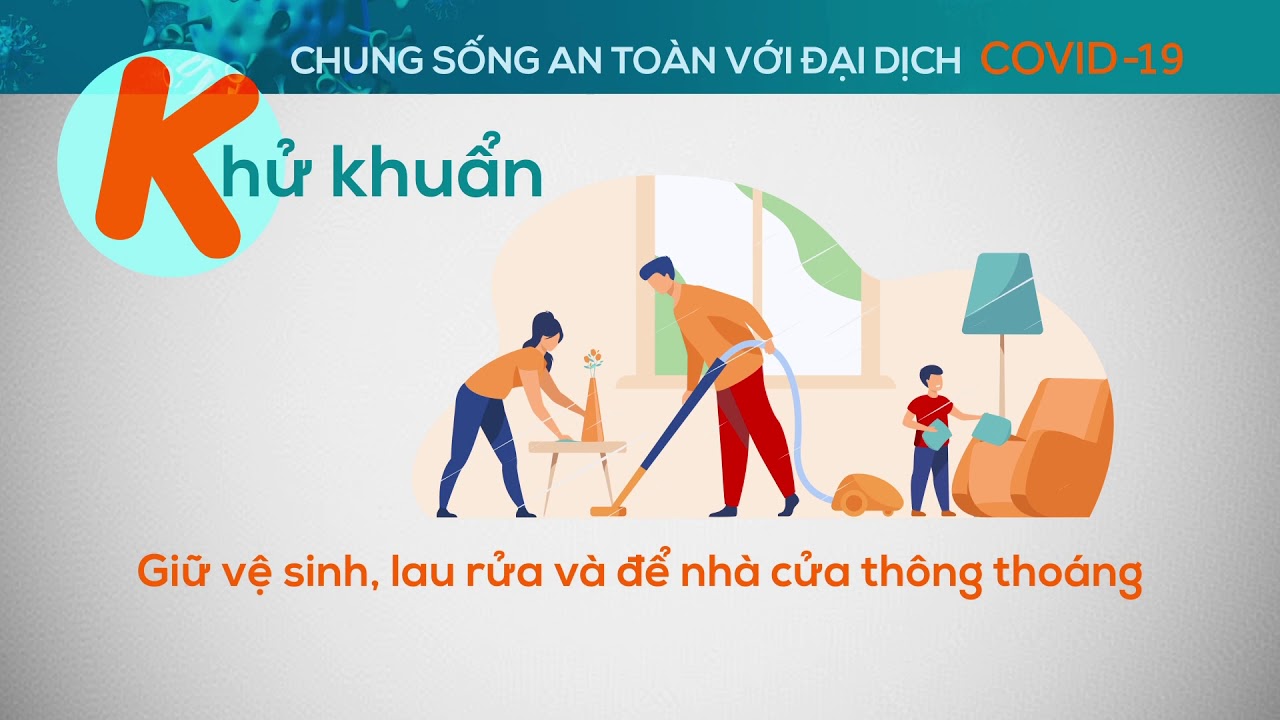 CHUNG SỐNG AN TOÀN VỚI ĐẠI DỊCH COVID-19
Khử khuẩn
Giữ vệ sinh, lau rửa và để nhà cửa thông thoáng